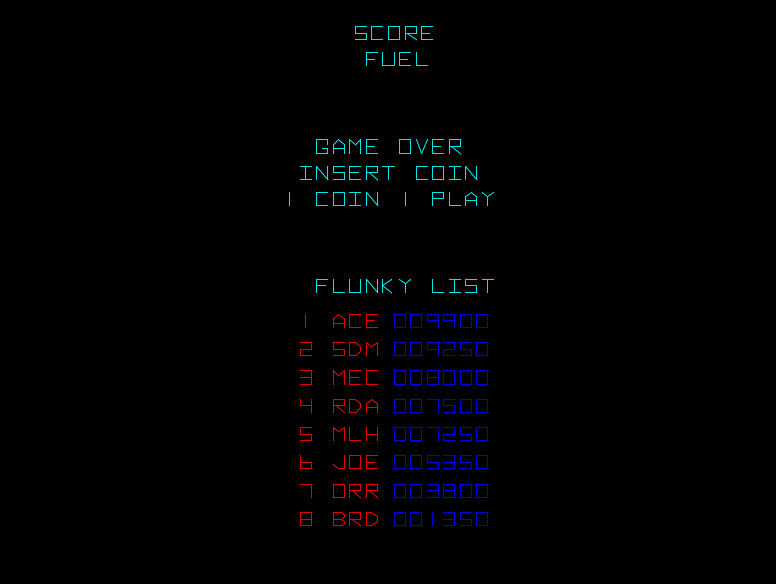 SCORE
FUEL
GAME OVER
INSERT COIN
1 COIN 1 PLAY
FLUNKY LIST
1 ACE 009900
2 SDM 009250
3 MEC 008000
4 RDA 007500
5 MLH 007250
6 JOE 005350
7 ORR 003800
8 BRD 001350